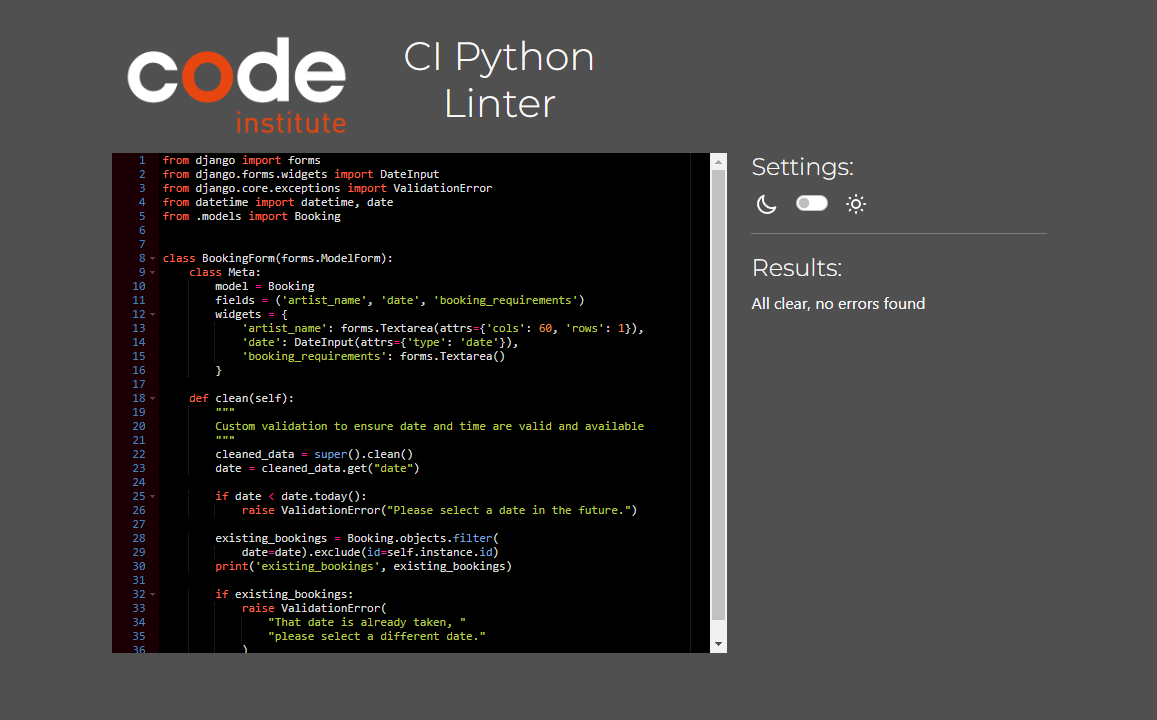 code
institute
CI Python
Linter
1 from django import forms
2 from django.forms.widgets import DateInput
3 from django.core.exceptions import ValidationError
4 from datetime import datetime, date
5 from .models import Booking
6
7
8 class BookingForm(forms.ModelForm):
9     class Meta:
10         model = Booking
11         fields = ('artist_name', 'date', 'booking_requirements')
12         widgets = {
13             'artist_name': forms.Textarea(attrs={'cols': 60, 'rows': 1}),
14             'date': DateInput(attrs={'type': 'date'}),
15             'booking_requirements': forms.Textarea()
16         }
17
18     def clean(self):
19         """
20         Custom validation to ensure date and time are valid and available
21         """
22         cleaned_data = super().clean()
23         date = cleaned_data.get("date")
24
25         if date < date.today():
26             raise ValidationError("Please select a date in the future.")
27
28         existing_bookings = Booking.objects.filter(
29             date=date).exclude(id=self.instance.id)
30         print('existing_bookings', existing_bookings)
31
32         if existing_bookings:
33             raise ValidationError(
34                 "That date is already taken, "
35                 "please select a different date."
36             )
Settings:
Results:
All clear, no errors found